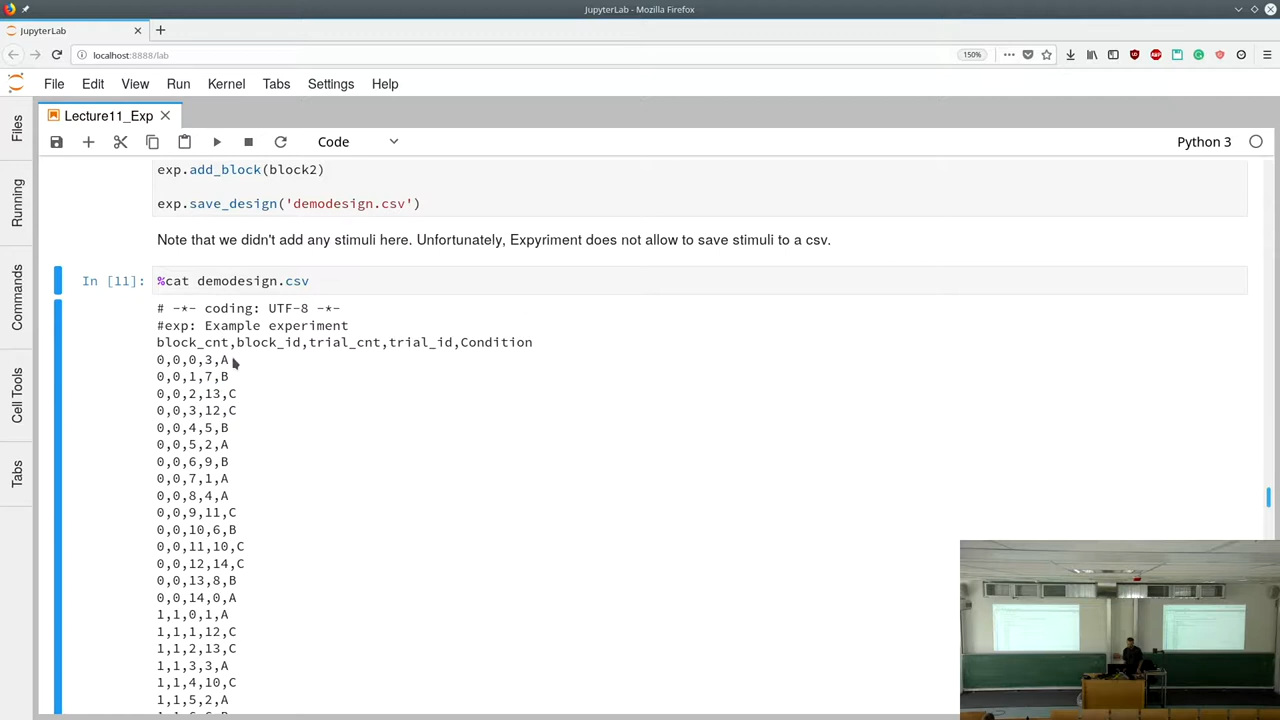 JupyterLab - Mozilla Firefox
JupyterLab
localhost:8888/lab
150%
File Edit View Run Kernel Tabs Settings Help
Lecture11_Exp
Code
Python 3
Files
Running
Commands
Cell Tools
Tabs
exp.add_block(block2)
exp.save_design('demodesign.csv')
Note that we didn't add any stimuli here. Unfortunately, Expyriment does not allow to save stimuli to a csv.
In [11]: %cat demodesign.csv
# -*- coding: UTF-8 -*-
#exp: Example experiment
block_cnt,block_id,trial_cnt,trial_id,Condition
0,0,0,3,A
0,0,1,7,B
0,0,2,13,C
0,0,3,12,C
0,0,4,5,B
0,0,5,2,A
0,0,6,9,B
0,0,7,1,A
0,0,8,4,A
0,0,9,11,C
0,0,10,6,B
0,0,11,10,C
0,0,12,14,C
0,0,13,8,B
0,0,14,0,A
1,1,0,1,A
1,1,1,12,C
1,1,2,13,C
1,1,3,3,A
1,1,4,10,C
1,1,5,2,A